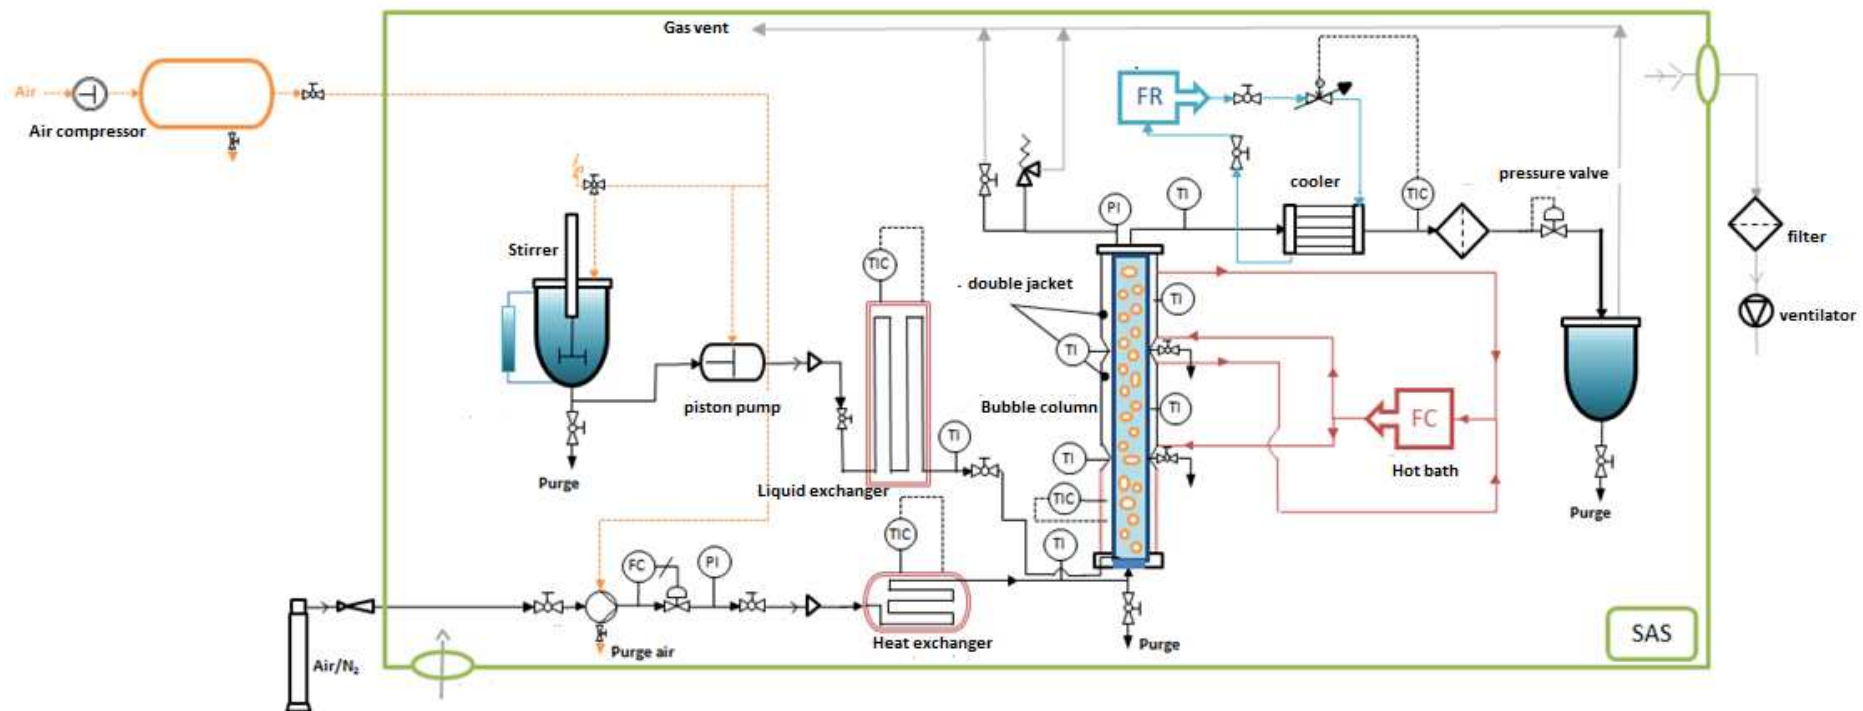 Gas vent
Air
Air compressor
FR
cooler
pressure valve
TI
TIC
PI
filter
Stirrer
TIC
double jacket
TI
ventilator
TI
piston pump
Bubble column
TI
FC
TI
TI
Hot bath
Purge
Liquid exchanger
TIC
Purge
TIC
TI
FC
PI
SAS
Heat exchanger
Purge
Purge air
Air/N₂